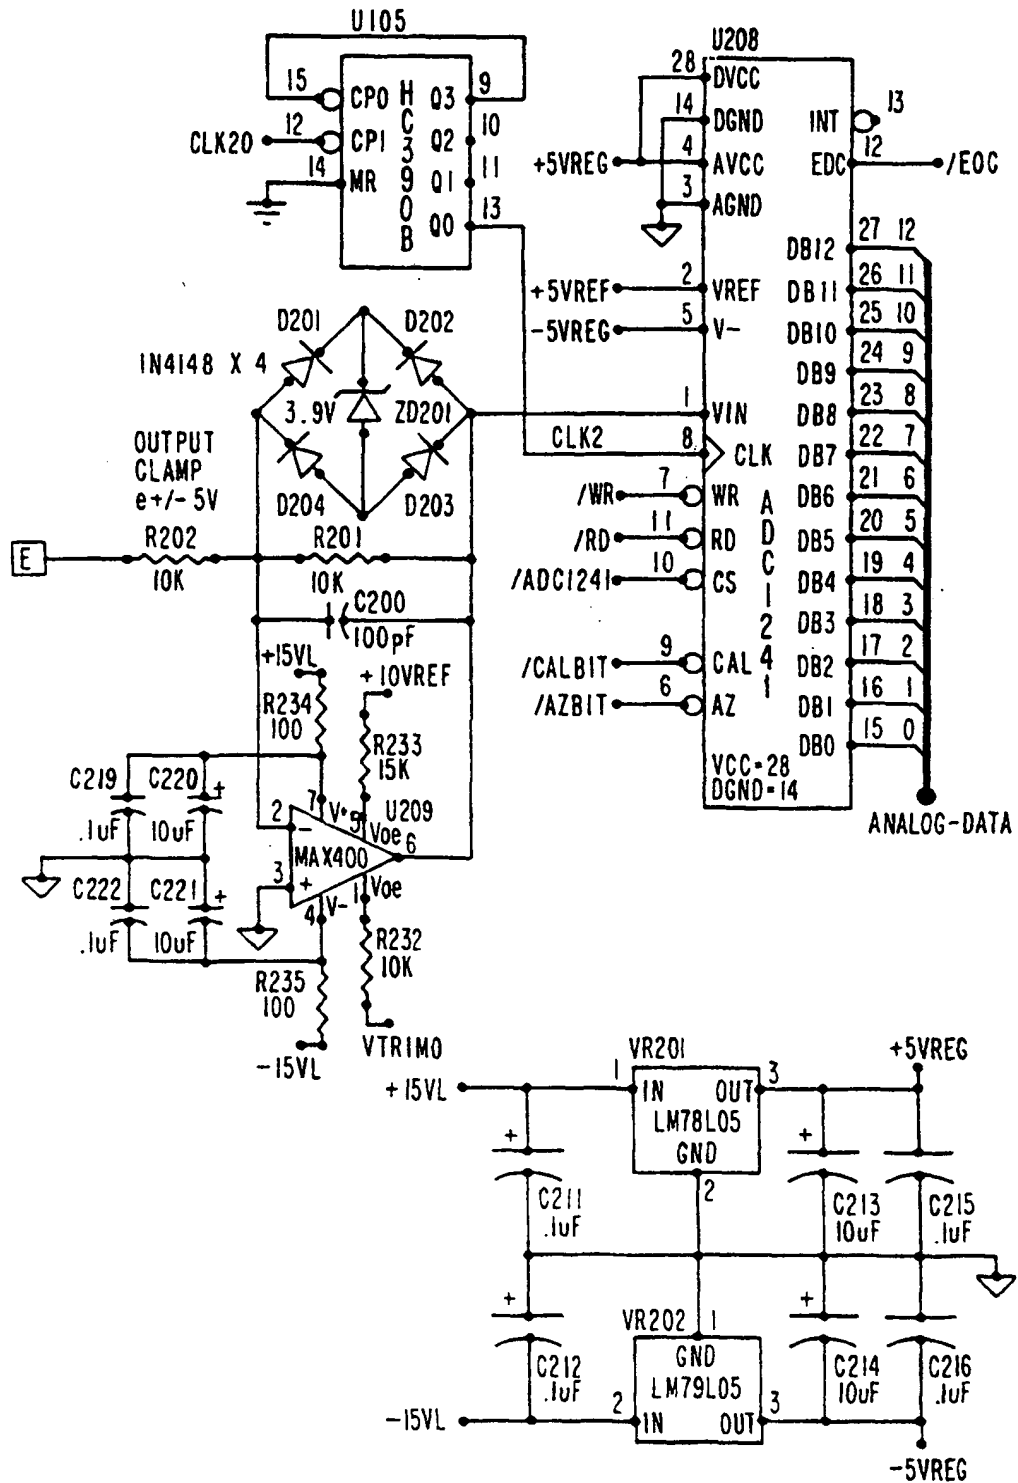 U105
15
CP0
HC390B
Q3
9
CLK20
12
CP1
Q2
10
14
MR
Q1
11
Q0
13
U208
28
DVCC
14
DGND
+5VREG
4
AVCC
3
AGND
+5VREF
2
VREF
-5VREG
5
V-
1
VIN
CLK2
8
CLK
/WR
7
WR
/RD
11
RD
/ADC1241
10
CS
/CALBIT
9
CAL
/AZBIT
6
AZ
ADC1241
VCC=28
DGND=14
INT
13
EOC
12
/EOC
DB12
27
12
DB11
26
11
DB10
25
10
DB9
24
9
DB8
23
8
DB7
22
7
DB6
21
6
DB5
20
5
DB4
19
4
DB3
18
3
DB2
17
2
DB1
16
1
DB0
15
0
ANALOG-DATA
D201
D202
1N4148 X 4
3.9V
ZD201
D204
D203
OUTPUT
CLAMP
e+/-5V
E
R202
10K
R201
10K
C200
100pF
+15VL
+10VREF
R234
100
R233
15K
C219
.1uF
C220
+
10uF
7
V+
5
Voe
U209
2
-
MAX400
6
3
+
Voe
1
4
V-
C222
.1uF
C221
+
10uF
R232
10K
R235
100
-15VL
VTRIM0
VR201
+15VL
1
IN
OUT
3
LM78L05
GND
2
+5VREG
+
C211
.1uF
+
C213
10uF
C215
.1uF
+
C212
.1uF
VR202
1
GND
LM79L05
+
C214
10uF
C216
.1uF
-15VL
2
IN
OUT
3
-5VREG